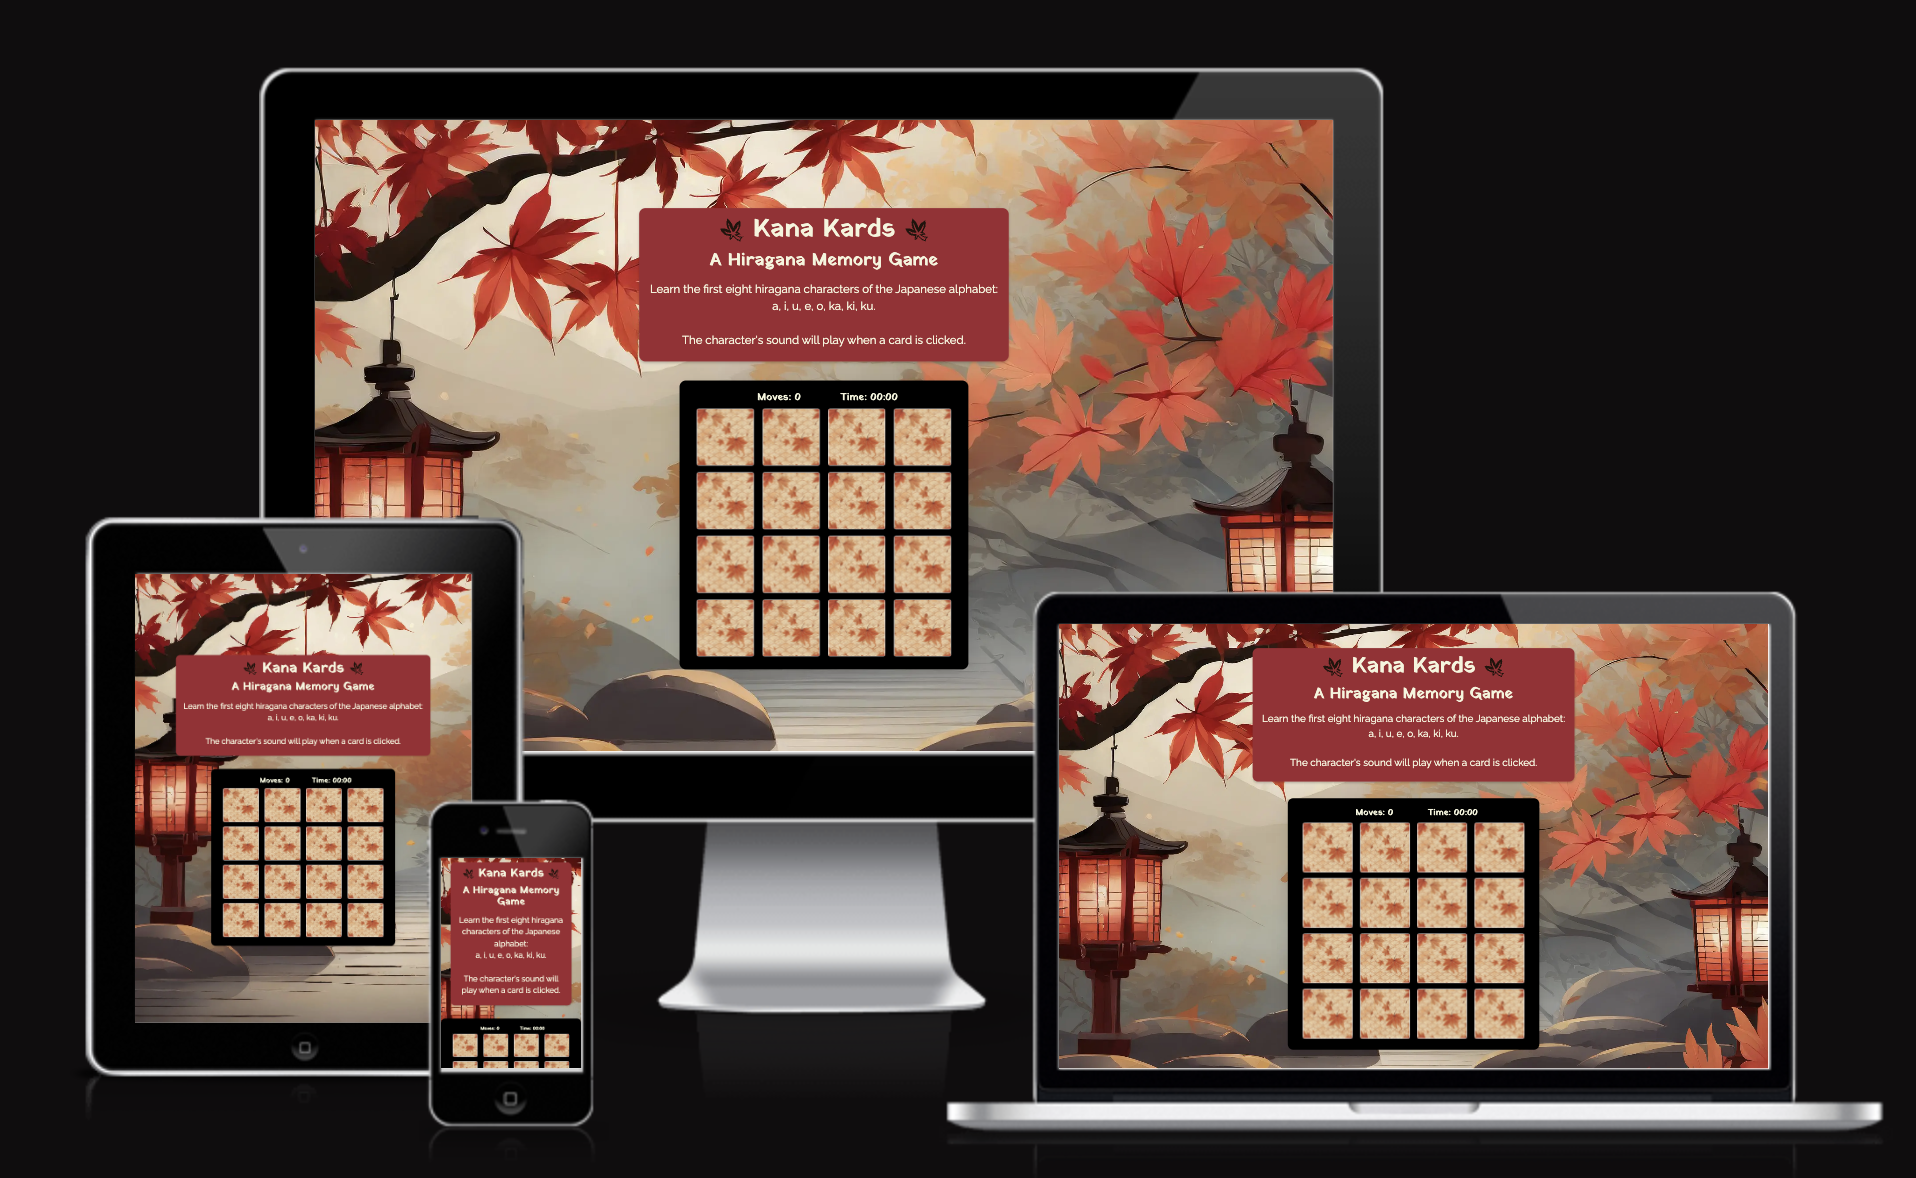 Kana Kards
A Hiragana Memory Game
Learn the first eight hiragana characters of the Japanese alphabet:
a, i, u, e, o, ka, ki, ku.
The character's sound will play when a card is clicked.
Moves: 0 Time: 00:00
Kana Kards
A Hiragana Memory Game
Learn the first eight hiragana characters of the Japanese alphabet:
a, i, u, e, o, ka, ki, ku.
The character's sound will play when a card is clicked.
Moves: 0 Time: 00:00
Kana Kards
A Hiragana Memory
Game
Learn the first eight hiragana
characters of the Japanese
alphabet:
a, i, u, e, o, ka, ki, ku.
The character's sound will
play when a card is clicked.
Moves: 0 Time: 00:00
Kana Kards
A Hiragana Memory Game
Learn the first eight hiragana characters of the Japanese alphabet:
a, i, u, e, o, ka, ki, ku.
The character's sound will play when a card is clicked.
Moves: 0 Time: 00:00